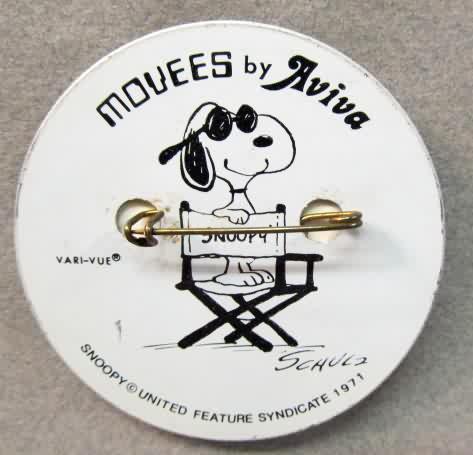 MOVEES by Aviva
SNOOPY
VARI-VUE®
SCHULZ
SNOOPY © UNITED FEATURE SYNDICATE 1971